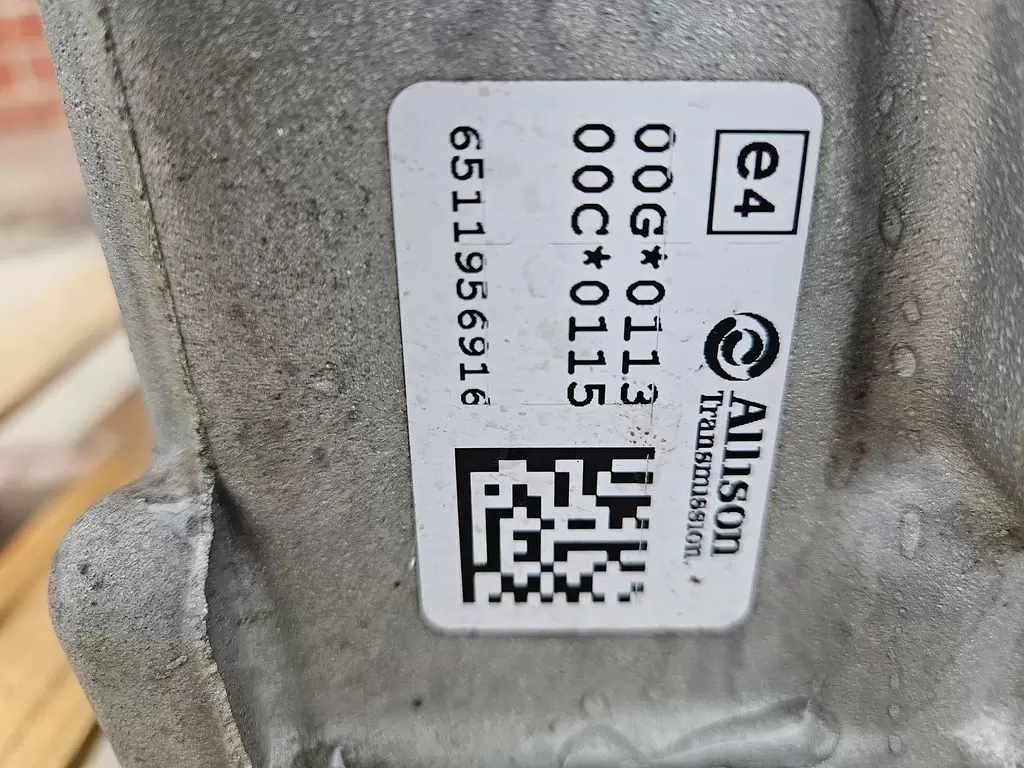 e4
Allison
Transmission.
00G*0113
00C*0115
6511956916